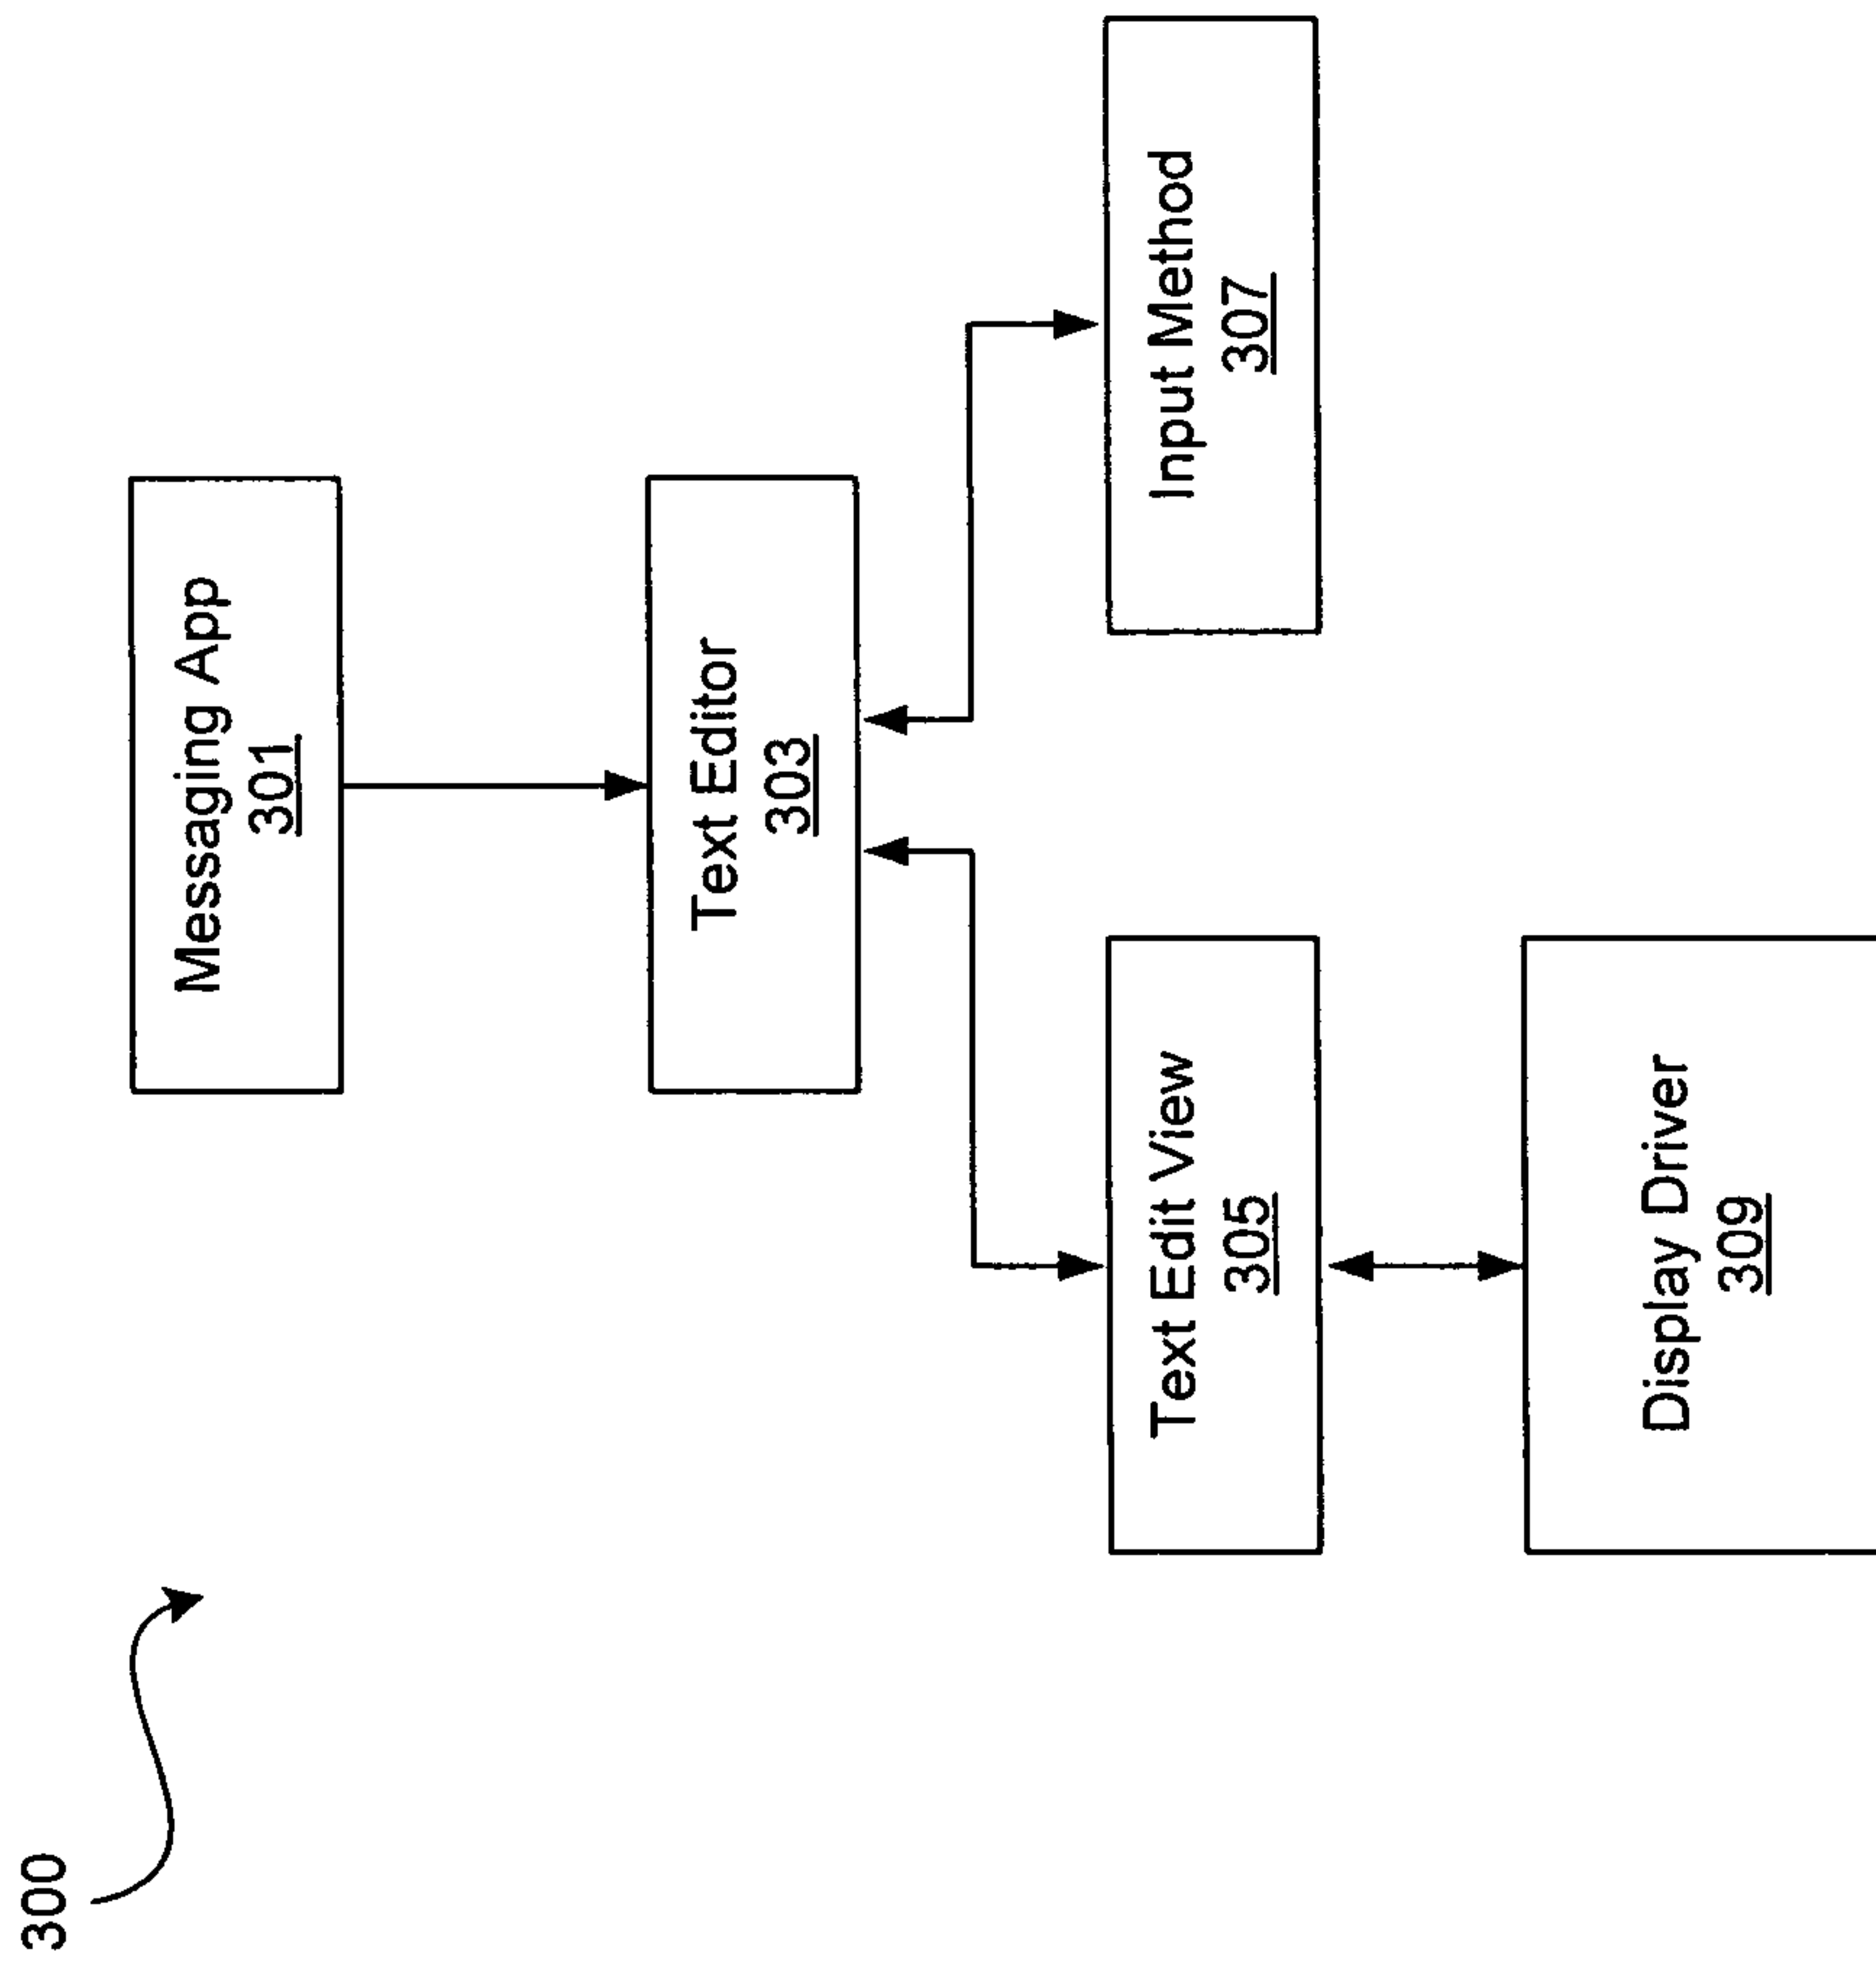 300
Messaging App
301
Text Editor
303
Text Edit View
305
Input Method
307
Display Driver
309